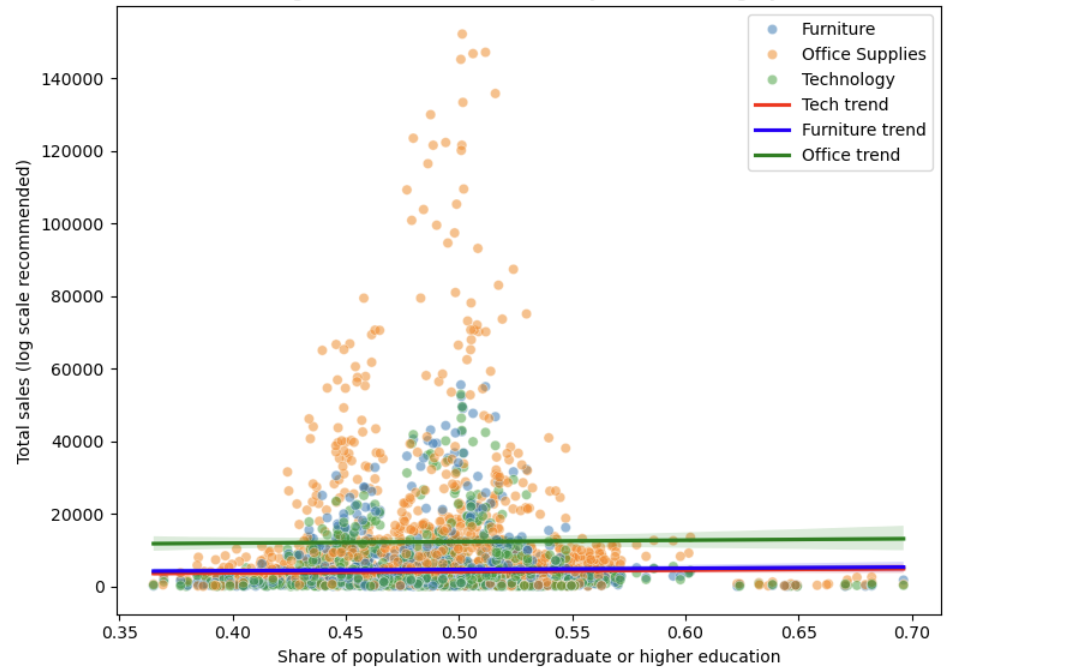 Furniture
Office Supplies
Technology
Tech trend
Furniture trend
Office trend
Total sales (log scale recommended)
140000
120000
100000
80000
60000
40000
20000
0
0.35 0.40 0.45 0.50 0.55 0.60 0.65 0.70
Share of population with undergraduate or higher education